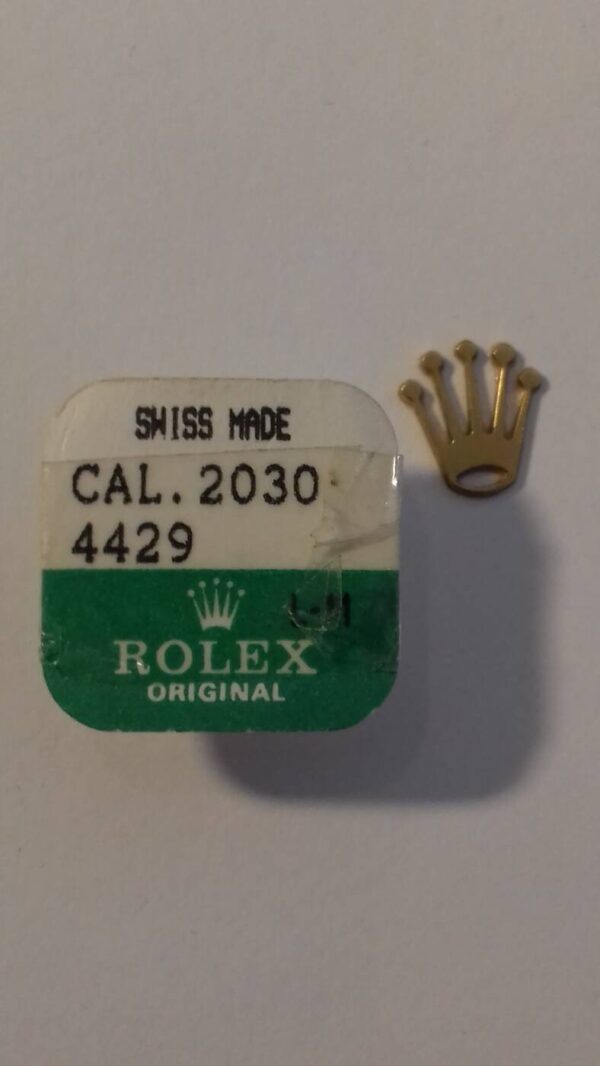 SWISS MADE
CAL. 2030
4429
L-M
ROLEX
ORIGINAL